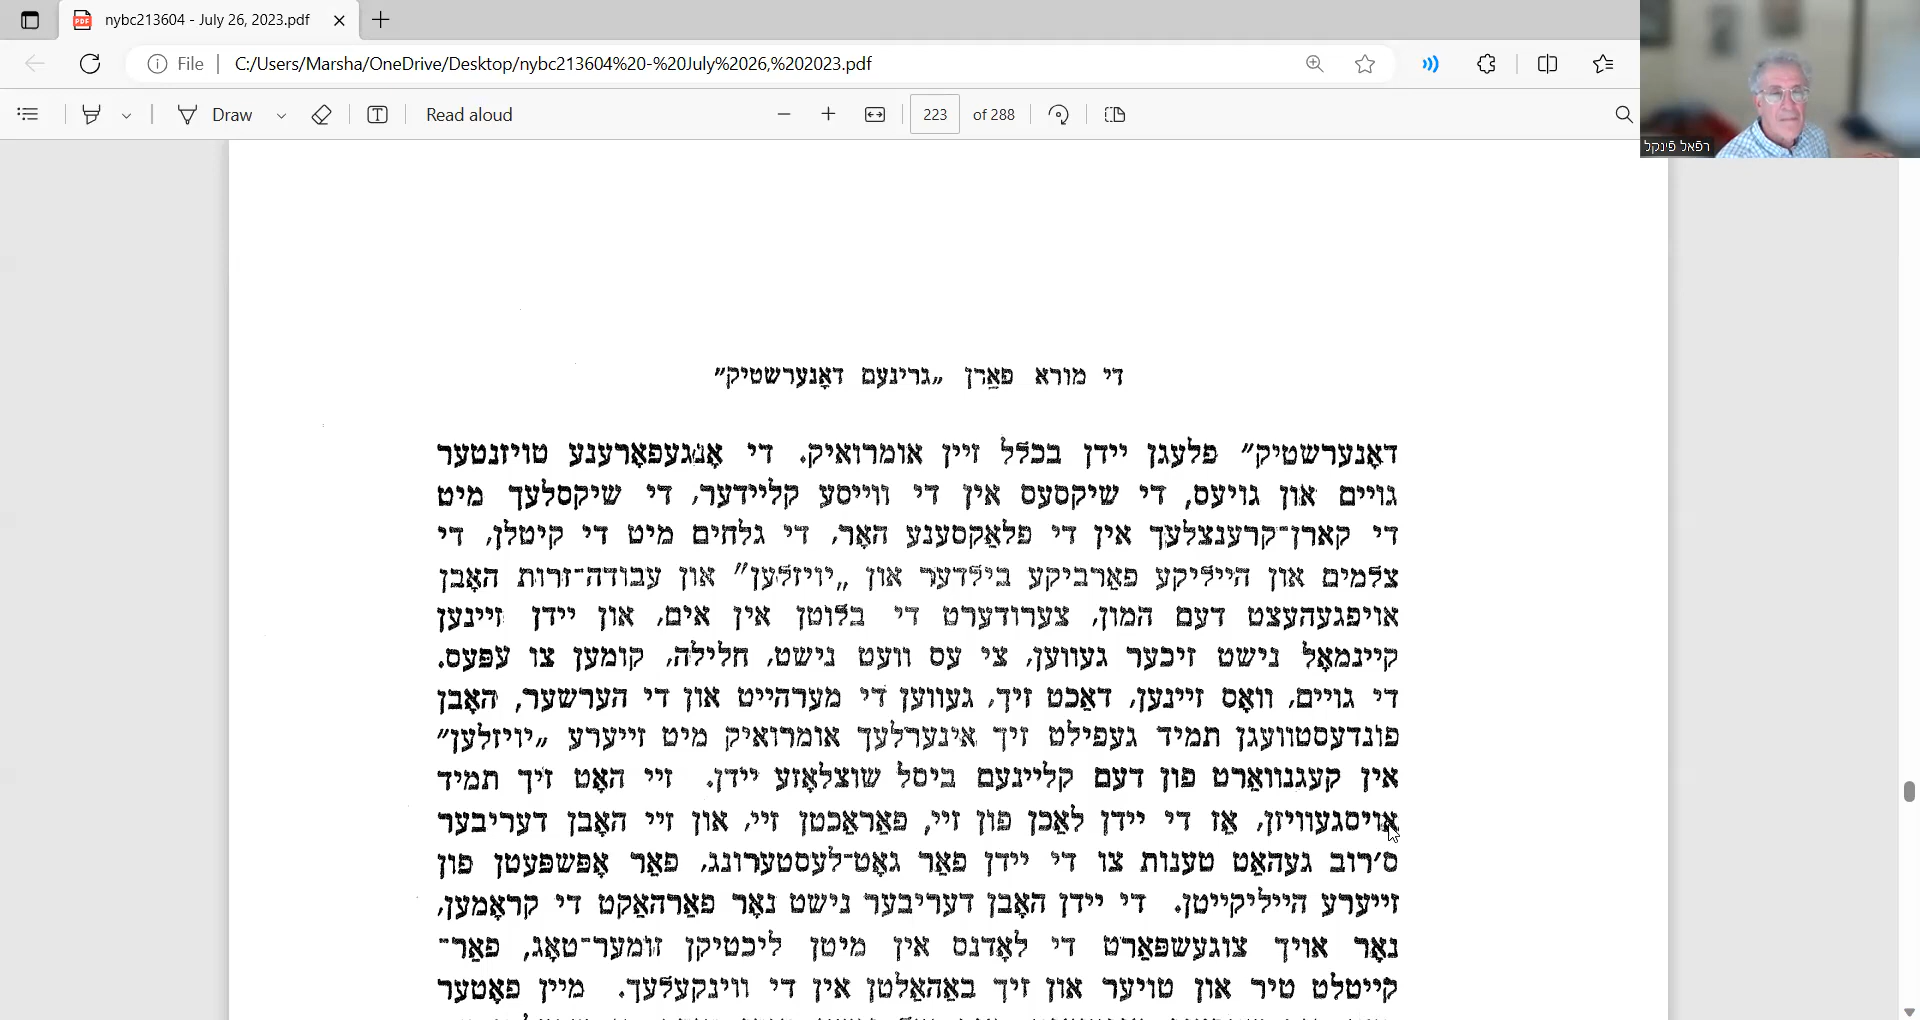 nybc213604 - July 26, 2023.pdf
File
C:/Users/Marsha/OneDrive/Desktop/nybc213604%20-%20July%2026,%202023.pdf
Draw
Read aloud
223 of 288
רפֿאל פֿינקל
די מורא פאַרן „גרינעם דאָנערשטיק״
דאָנערשטיק״ פלעגן יידן בכלל זיין אומרואיק. די אָנגעפאָרענע טויזנטער
גויים און גויעס, די שיקסעס אין די ווייסע קליידער, די שיקסלעך מיט
די קארן־קרענצלעך אין די פלאַקסענע האָר, די גלחים מיט די קיטלן, די
צלמים און הייליקע פאַרביקע בילדער און „יויזלען״ און עבודה־זרות האָבן
אויפגעהעצט דעם המון, צערודערט די בלוטן אין אים, און יידן זיינען
קיינמאָל נישט זיכער געווען, צי עס וועט נישט, חלילה, קומען צו עפּעס.
די גויים, וואָס זיינען, דאַכט זיך, געווען די מערהייט און די הערשער, האָבן
פונדעסטוועגן תמיד געפילט זיך אינערלעך אומרואיק מיט זייערע „יויזלען״
אין קעגנוואַרט פון דעם קליינעם ביסל שוצלאָזע יידן. זיי האָט זיך תמיד
אויסגעוויזן, אַז די יידן לאַכן פון זיי, פאַראַכטן זיי, און זיי האָבן דעריבער
ס׳רוב געהאַט טענות צו די יידן פאַר גאָט־לעסטערונג, פאַר אָפּשפּעטן פון
זייערע הייליקייטן. די יידן האָבן דעריבער נישט נאָר פאַרהאַקט די קראָמען,
נאָר אויך צוגעשפּאַרט די לאָדנס אין מיטן ליכטיקן זומער־טאָג, פאַר־
קייטלט טיר און טויער און זיך באַהאַלטן אין די ווינקעלעך. מיין פאָטער